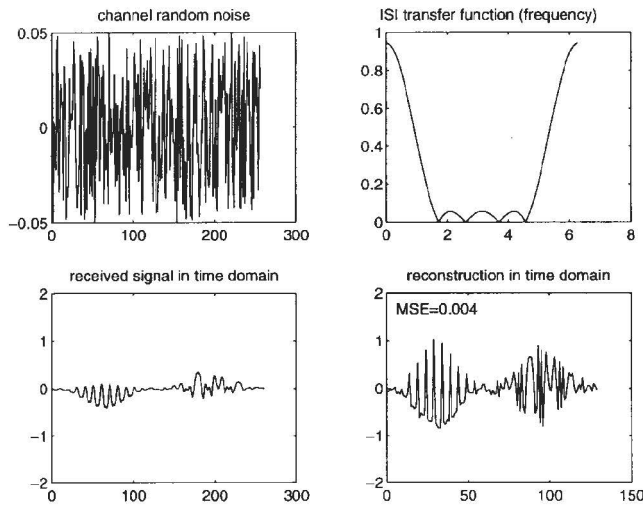 channel random noise
0.05
0
−0.05
0 100 200 300
ISI transfer function (frequency)
1
0.8
0.6
0.4
0.2
0
0 2 4 6 8
received signal in time domain
2
1
0
−1
−2
0 100 200 300
reconstruction in time domain
2
MSE=0.004
1
0
−1
−2
0 50 100 150